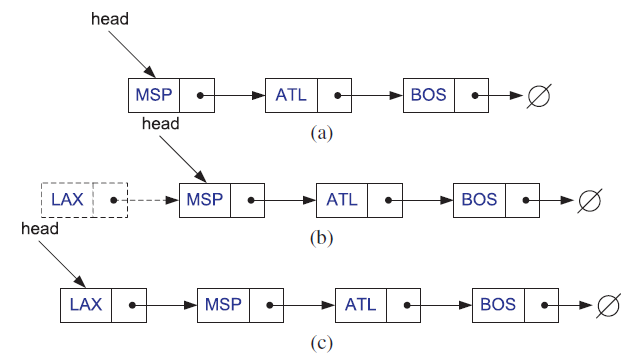 head
MSP ATL BOS ∅
(a)
head
LAX MSP ATL BOS ∅
(b)
head
LAX MSP ATL BOS ∅
(c)